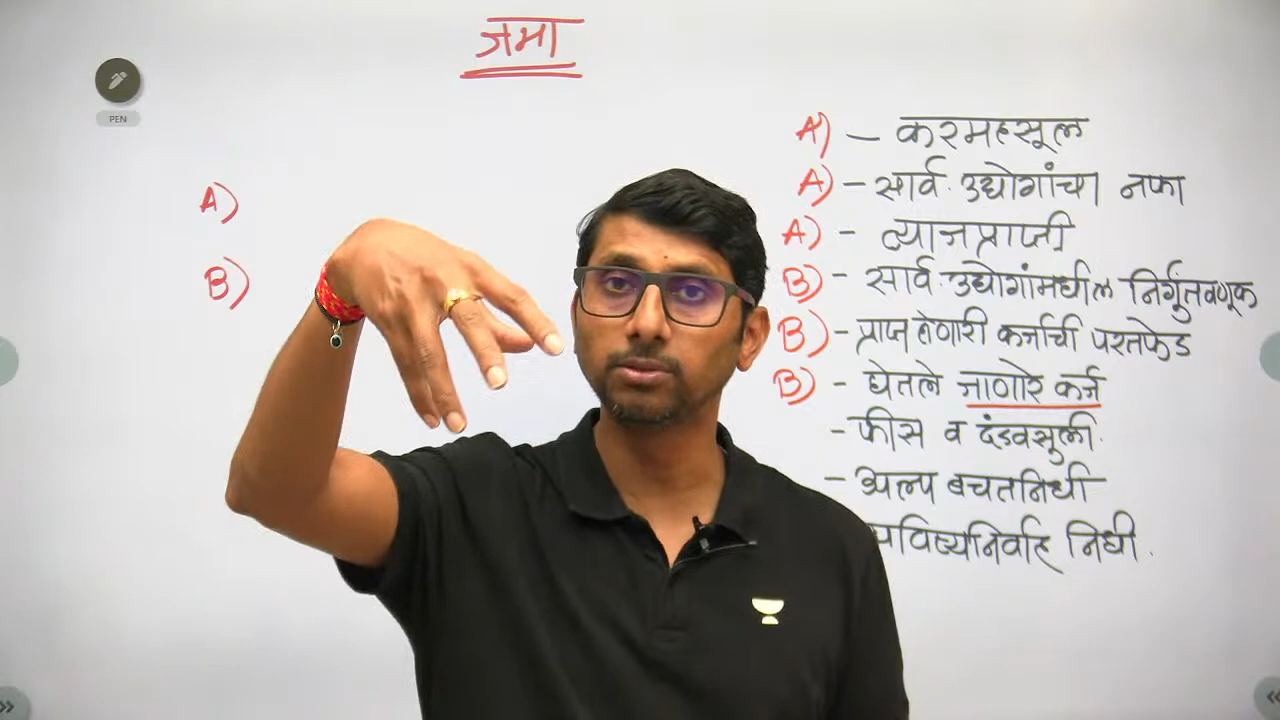 जमा
PEN
A)
B)
A) - करमहसूल
A) - सार्व. उद्योगांचा नफा
A) - व्याजप्राप्ती
B) - सार्व. उद्योगांमधील निर्गुंतवणूक
B) - प्राप्त होणारी कर्जाची परतफेड
B) - घेतले जाणारे कर्ज
- फीस व दंडवसुली.
- अल्प बचतनिधी
निधी.